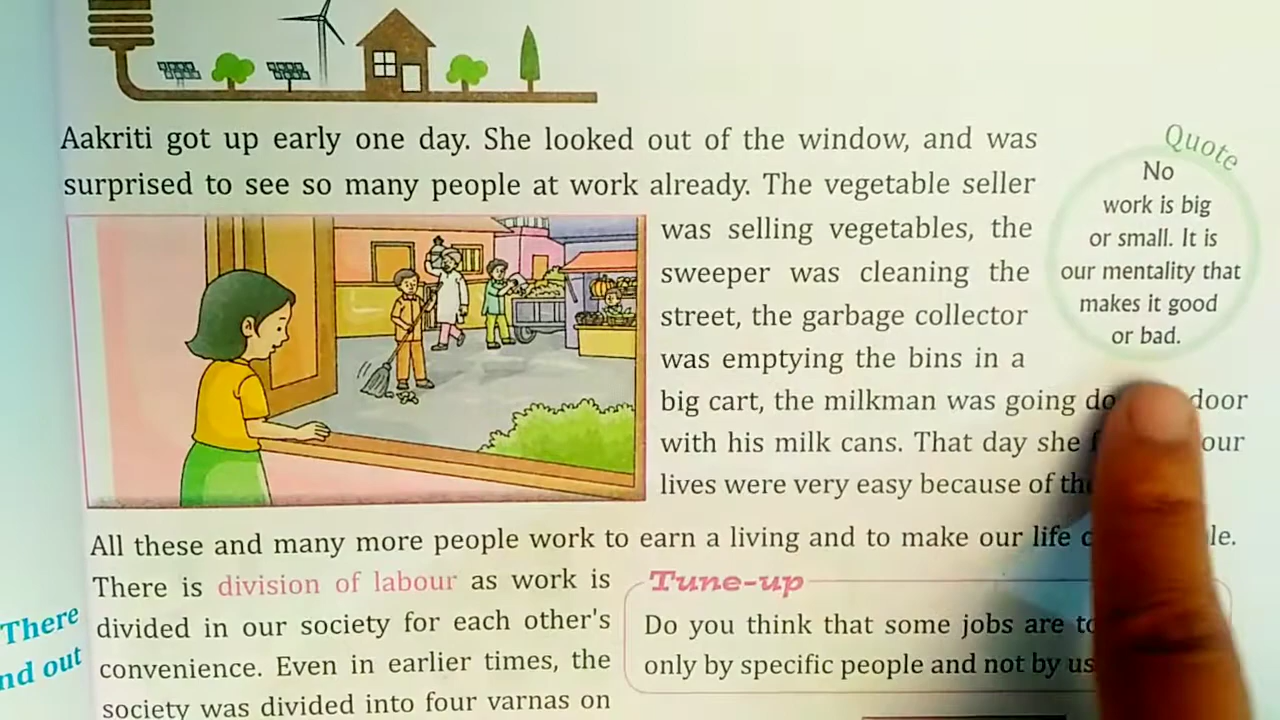 Aakriti got up early one day. She looked out of the window, and was
surprised to see so many people at work already. The vegetable seller
was selling vegetables, the
sweeper was cleaning the
street, the garbage collector
was emptying the bins in a
big cart, the milkman was going door
with his milk cans. That day she our
lives were very easy because of
All these and many more people work to earn a living and to make our life
There is division of labour as work is
divided in our society for each other's
convenience. Even in earlier times, the
society was divided into four varnas on
Quote
No
work is big
or small. It is
our mentality that
makes it good
or bad.
Tune-up
Do you think that some jobs are
only by specific people and not by us
There
out